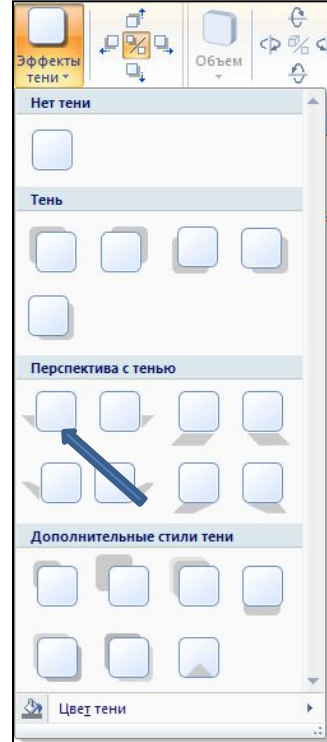 Эффекты
тени
Объем
Нет тени
Тень
Перспектива с тенью
Дополнительные стили тени
Цвет тени